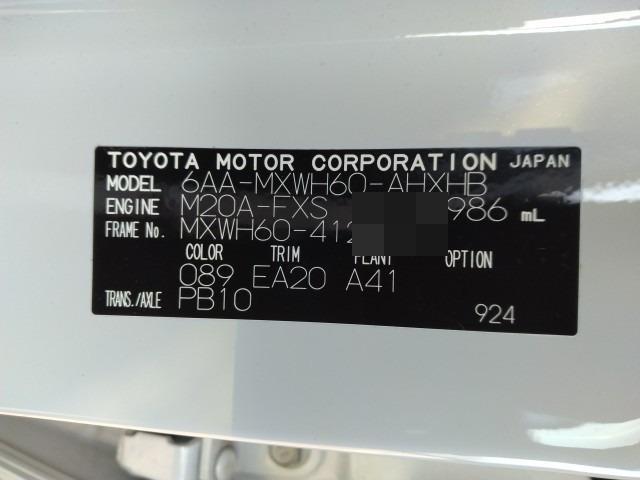 TOYOTA MOTOR CORPORATION JAPAN
MODEL 6AA-MXWH60-AHXHB
ENGINE M20A-FXS 986 mL
FRAME No. MXWH60-412
COLOR TRIM PLANT OPTION
089 EA20 A41
TRANS./AXLE PB10
924